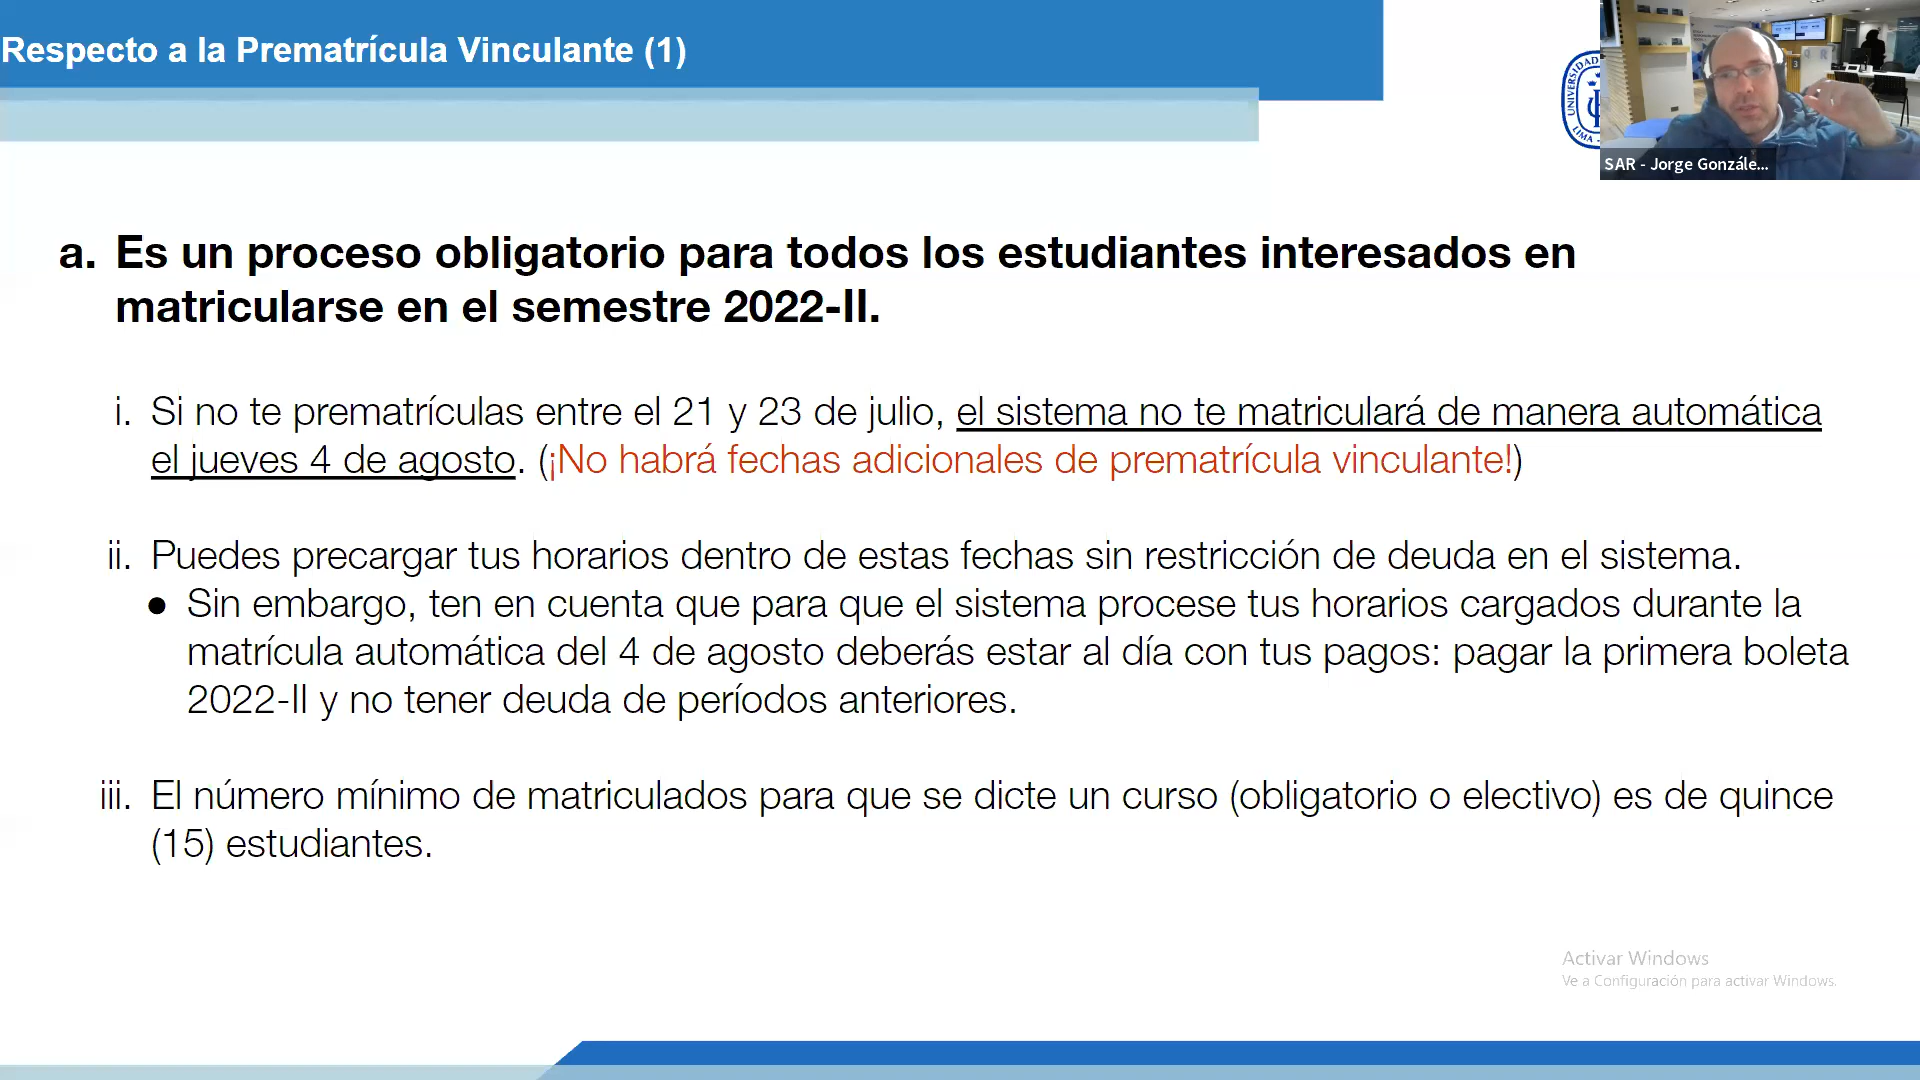 Respecto a la Prematrícula Vinculante (1)
UNIVERSIDAD
LIMA
SAR - Jorge Gonzále...
a. Es un proceso obligatorio para todos los estudiantes interesados en
matricularse en el semestre 2022-II.
i. Si no te prematrículas entre el 21 y 23 de julio, el sistema no te matriculará de manera automática
el jueves 4 de agosto. (¡No habrá fechas adicionales de prematrícula vinculante!)
ii. Puedes precargar tus horarios dentro de estas fechas sin restricción de deuda en el sistema.
● Sin embargo, ten en cuenta que para que el sistema procese tus horarios cargados durante la
matrícula automática del 4 de agosto deberás estar al día con tus pagos: pagar la primera boleta
2022-II y no tener deuda de períodos anteriores.
iii. El número mínimo de matriculados para que se dicte un curso (obligatorio o electivo) es de quince
(15) estudiantes.
Activar Windows
Ve a Configuración para activar Windows.